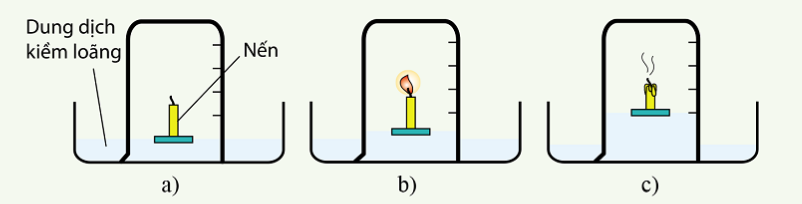 Dung dịch
kiềm loãng
Nến
a)
b)
c)